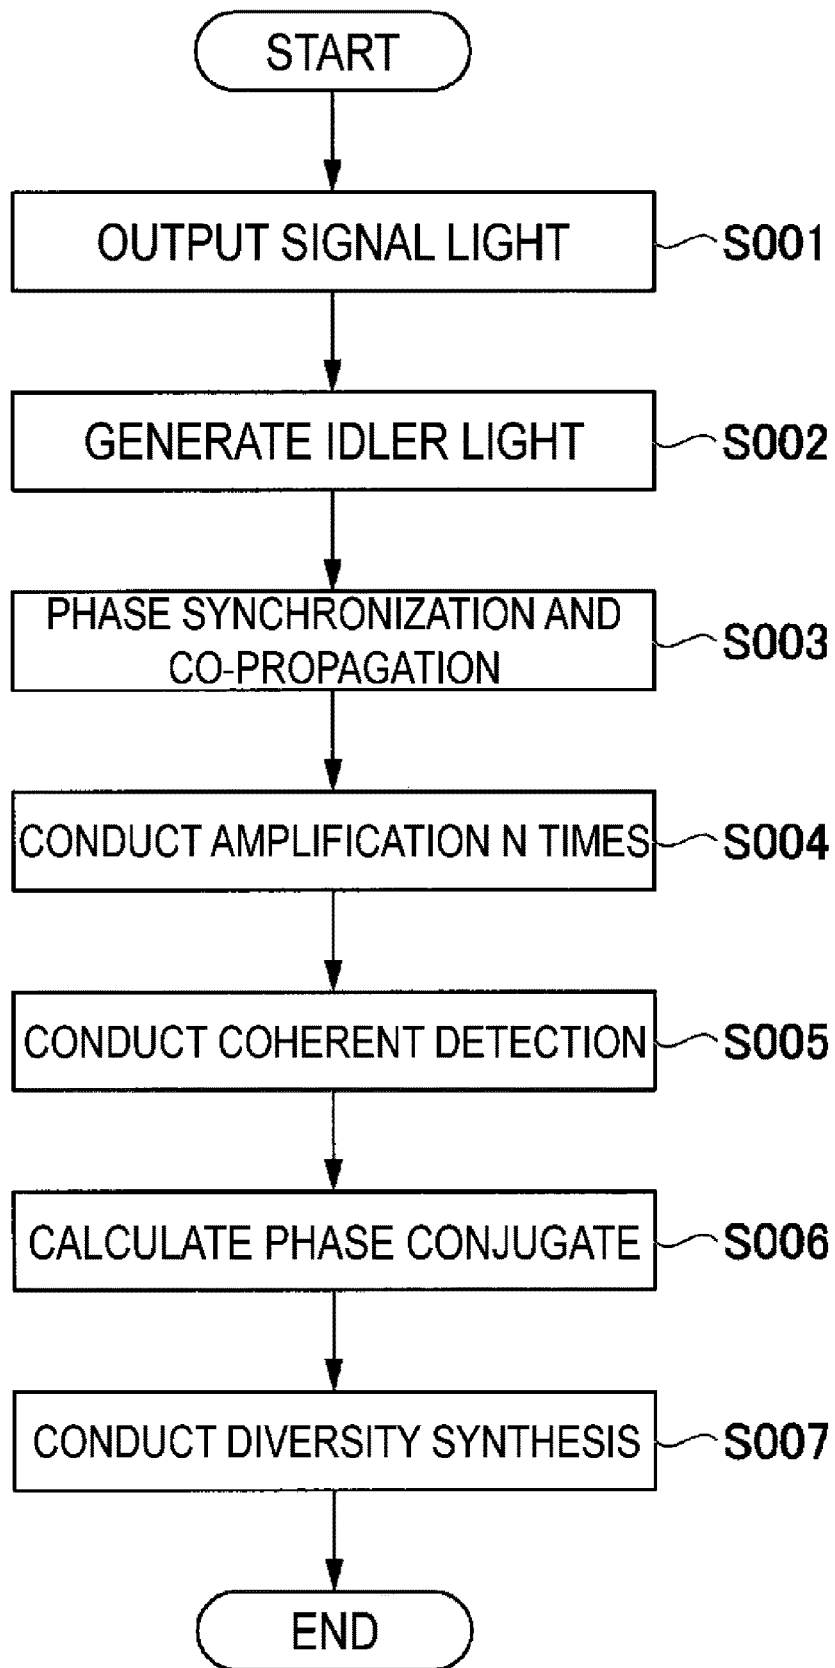 START
OUTPUT SIGNAL LIGHT
S001
GENERATE IDLER LIGHT
S002
PHASE SYNCHRONIZATION AND
CO-PROPAGATION
S003
CONDUCT AMPLIFICATION N TIMES
S004
CONDUCT COHERENT DETECTION
S005
CALCULATE PHASE CONJUGATE
S006
CONDUCT DIVERSITY SYNTHESIS
S007
END